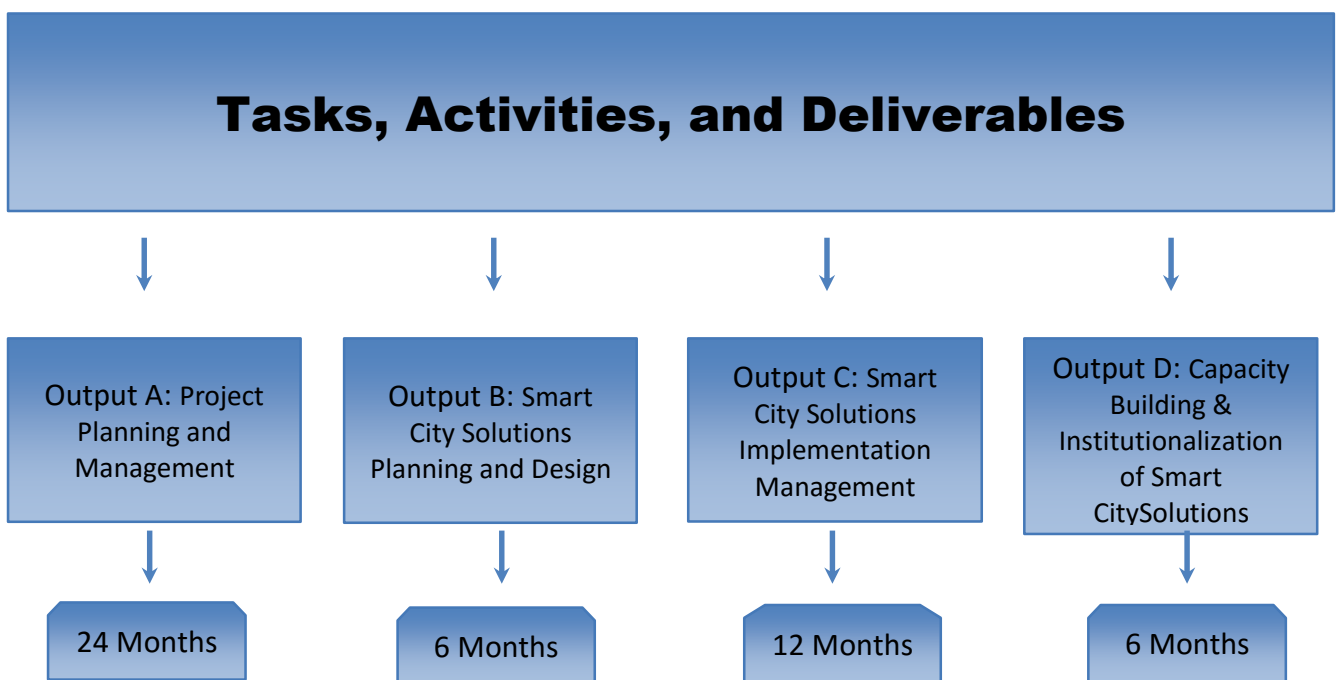 Tasks, Activities, and Deliverables
Output A: Project
Planning and
Management
Output B: Smart
City Solutions
Planning and Design
Output C: Smart
City Solutions
Implementation
Management
Output D: Capacity
Building &
Institutionalization
of Smart
CitySolutions
24 Months
6 Months
12 Months
6 Months